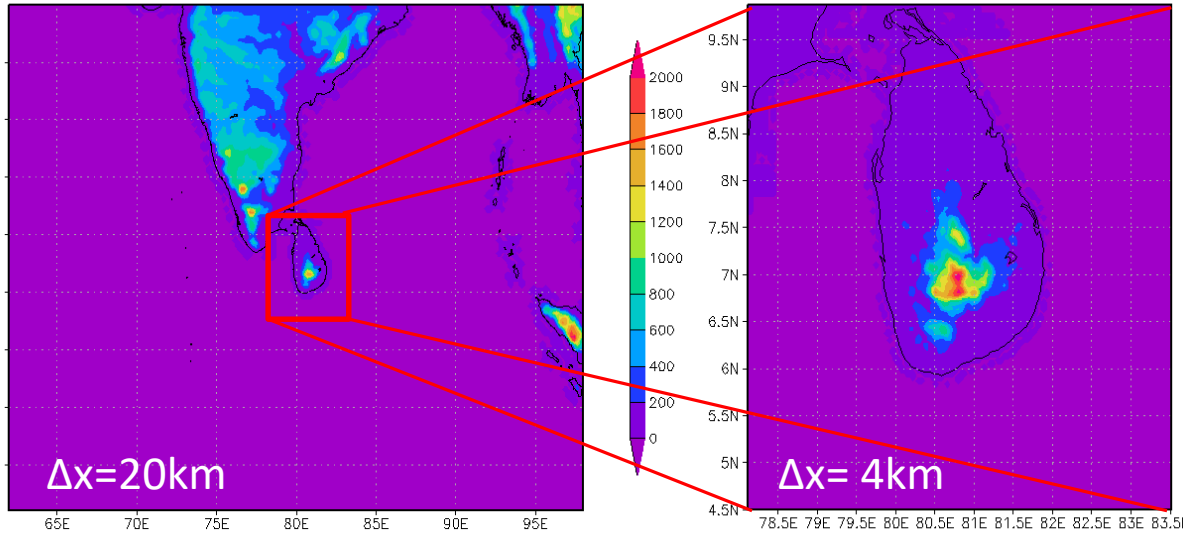 Δx=20km
65E 70E 75E 80E 85E 90E 95E
2000
1800
1600
1400
1200
1000
800
600
400
200
0
9.5N
9N
8.5N
8N
7.5N
7N
6.5N
6N
5.5N
5N
4.5N
Δx= 4km
78.5E 79E 79.5E 80E 80.5E 81E 81.5E 82E 82.5E 83E 83.5E